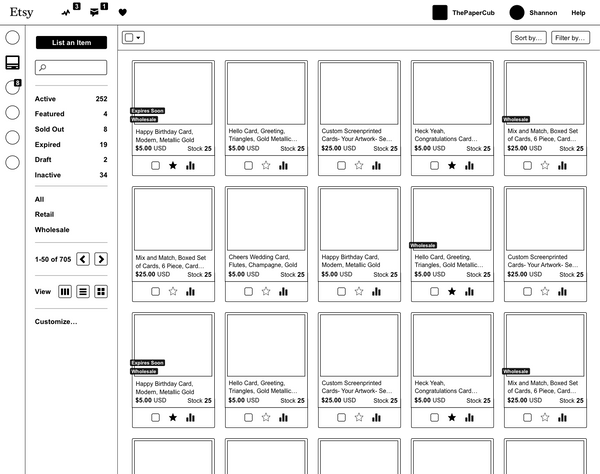 Etsy
3
1
ThePaperCub
Shannon
Help
List an Item
Sort by...
Filter by...
8
Active 252
Featured 4
Sold Out 8
Expired 19
Draft 2
Inactive 34
All
Retail
Wholesale
1-50 of 705
View
Customize...
Expires Soon
Wholesale
Happy Birthday Card,
Modern, Metallic Gold
$5.00 USD Stock 25
Hello Card, Greeting,
Triangles, Gold Metallic...
$5.00 USD Stock 25
Custom Screenprinted
Cards- Your Artwork- Se...
$25.00 USD Stock 25
Heck Yeah,
Congratulations Card...
$5.00 USD Stock 25
Wholesale
Mix and Match, Boxed Set
of Cards, 6 Piece, Card...
$25.00 USD Stock 25
Mix and Match, Boxed Set
of Cards, 6 Piece, Card...
$25.00 USD Stock 25
Cheers Wedding Card,
Flutes, Champagne, Gold
$5.00 USD Stock 25
Happy Birthday Card,
Modern, Metallic Gold
$5.00 USD Stock 25
Wholesale
Hello Card, Greeting,
Triangles, Gold Metallic...
$5.00 USD Stock 25
Custom Screenprinted
Cards- Your Artwork- Se...
$25.00 USD Stock 25
Expires Soon
Wholesale
Happy Birthday Card,
Modern, Metallic Gold
$5.00 USD Stock 25
Hello Card, Greeting,
Triangles, Gold Metallic...
$5.00 USD Stock 25
Custom Screenprinted
Cards- Your Artwork- Se...
$25.00 USD Stock 25
Heck Yeah,
Congratulations Card...
$5.00 USD Stock 25
Wholesale
Mix and Match, Boxed Set
of Cards, 6 Piece, Card...
$25.00 USD Stock 25